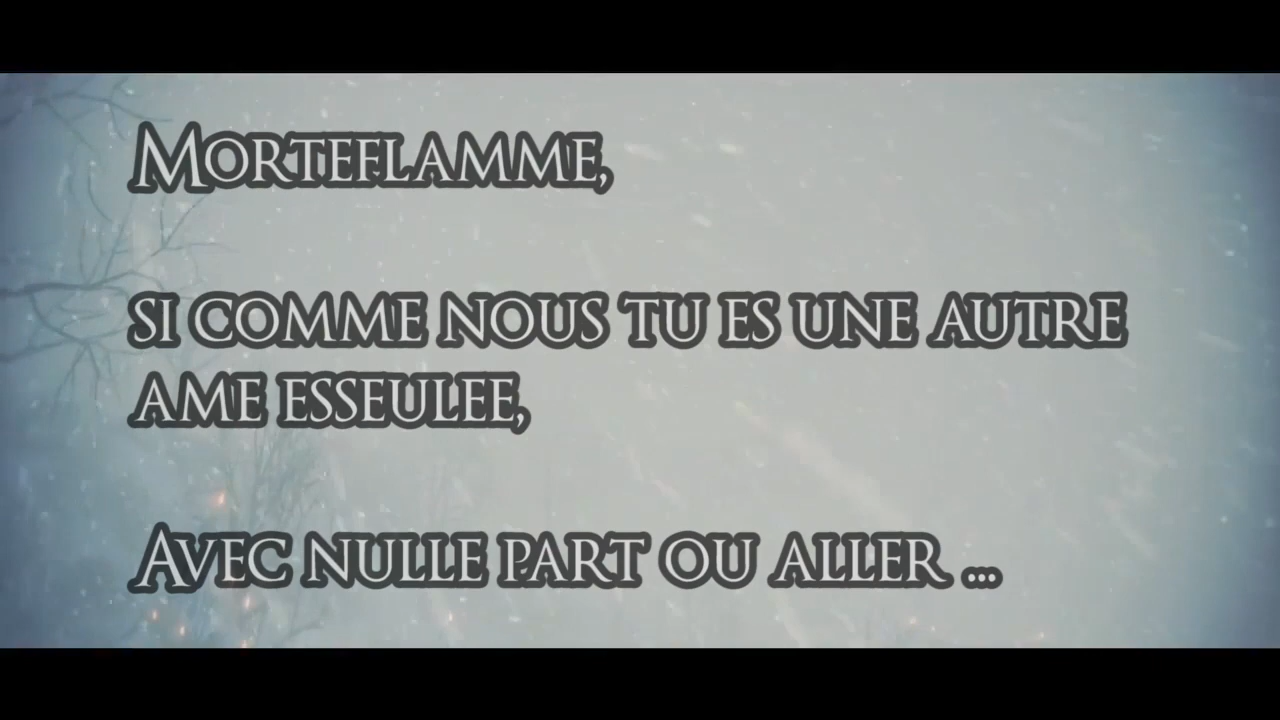 MORTEFLAMME,
SI COMME NOUS TU ES UNE AUTRE
AME ESSEULEE,
AVEC NULLE PART OU ALLER ...